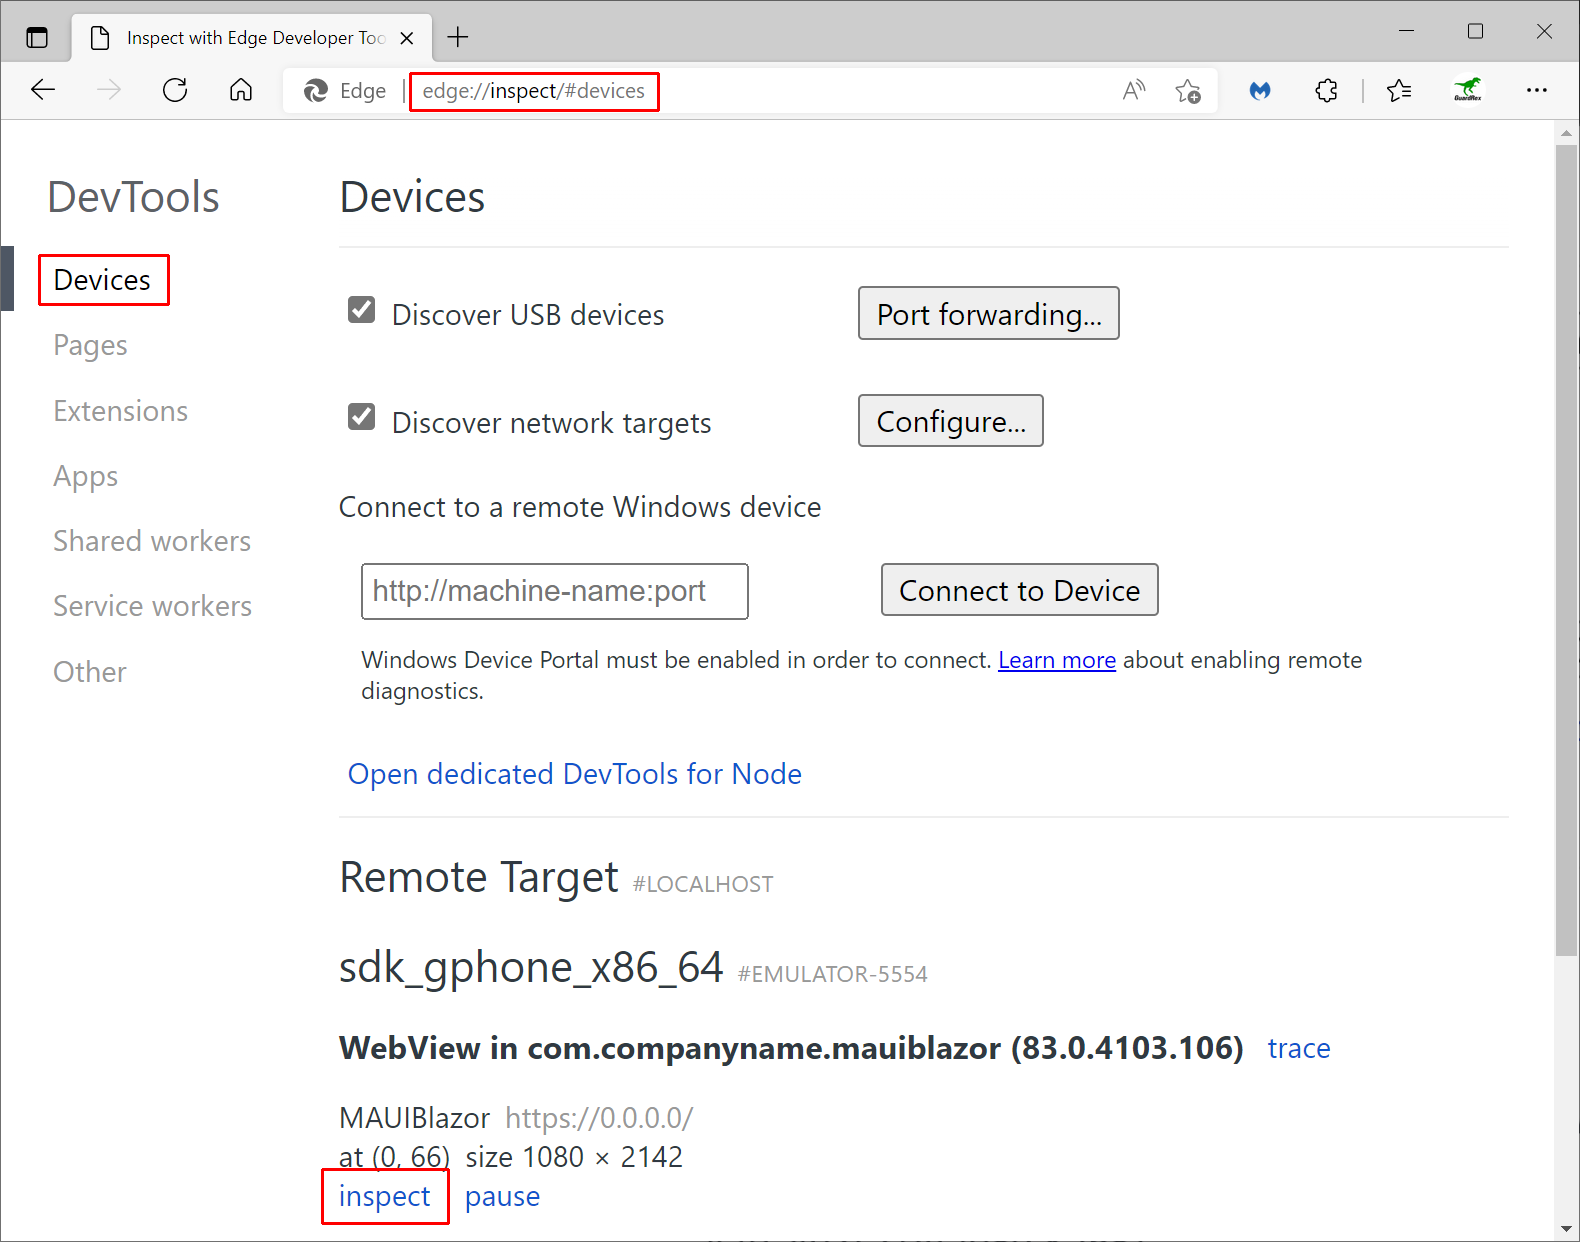 Inspect with Edge Developer Too
Edge edge://inspect/#devices
GuardRex
DevTools
Devices
Pages
Extensions
Apps
Shared workers
Service workers
Other
Devices
Discover USB devices
Port forwarding...
Discover network targets
Configure...
Connect to a remote Windows device
http://machine-name:port
Connect to Device
Windows Device Portal must be enabled in order to connect. Learn more about enabling remote
diagnostics.
Open dedicated DevTools for Node
Remote Target #LOCALHOST
sdk_gphone_x86_64 #EMULATOR-5554
WebView in com.companyname.mauiblazor (83.0.4103.106) trace
MAUIBlazor https://0.0.0.0/
at (0, 66) size 1080 × 2142
inspect pause